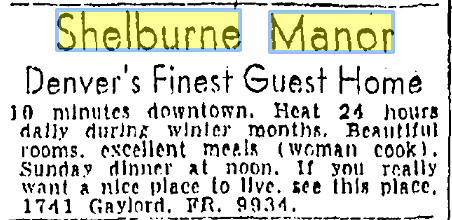 Shelburne Manor
Denver's Finest Guest Home
10 minutes downtown. Heat 24 hours
daily during winter months. Beautiful
rooms, excellent meals (woman cook).
Sunday dinner at noon. If you really
want a nice place to live, see this place.
1741 Gaylord, FR. 9934.